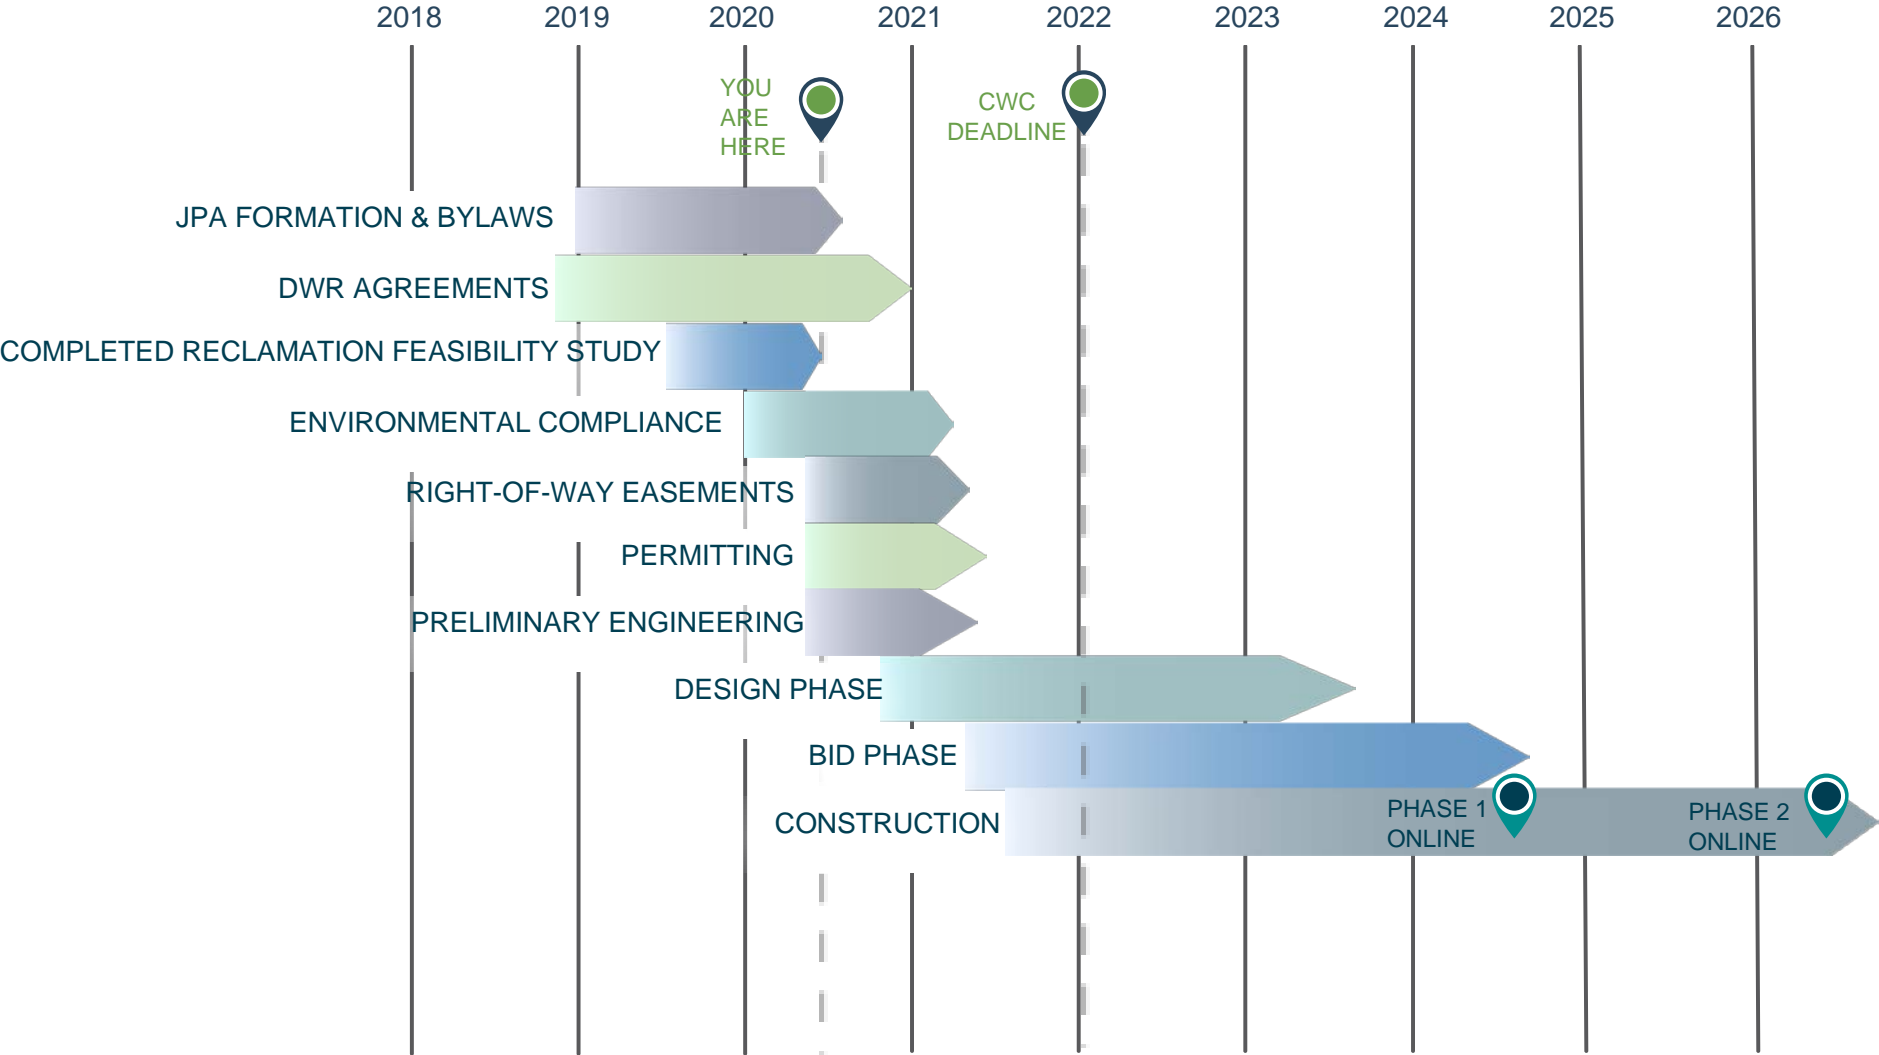 2018 2019 2020 2021 2022 2023 2024 2025 2026
YOU
ARE
HERE
CWC
DEADLINE
JPA FORMATION & BYLAWS
DWR AGREEMENTS
COMPLETED RECLAMATION FEASIBILITY STUDY
ENVIRONMENTAL COMPLIANCE
RIGHT-OF-WAY EASEMENTS
PERMITTING
PRELIMINARY ENGINEERING
DESIGN PHASE
BID PHASE
CONSTRUCTION
PHASE 1
ONLINE
PHASE 2
ONLINE